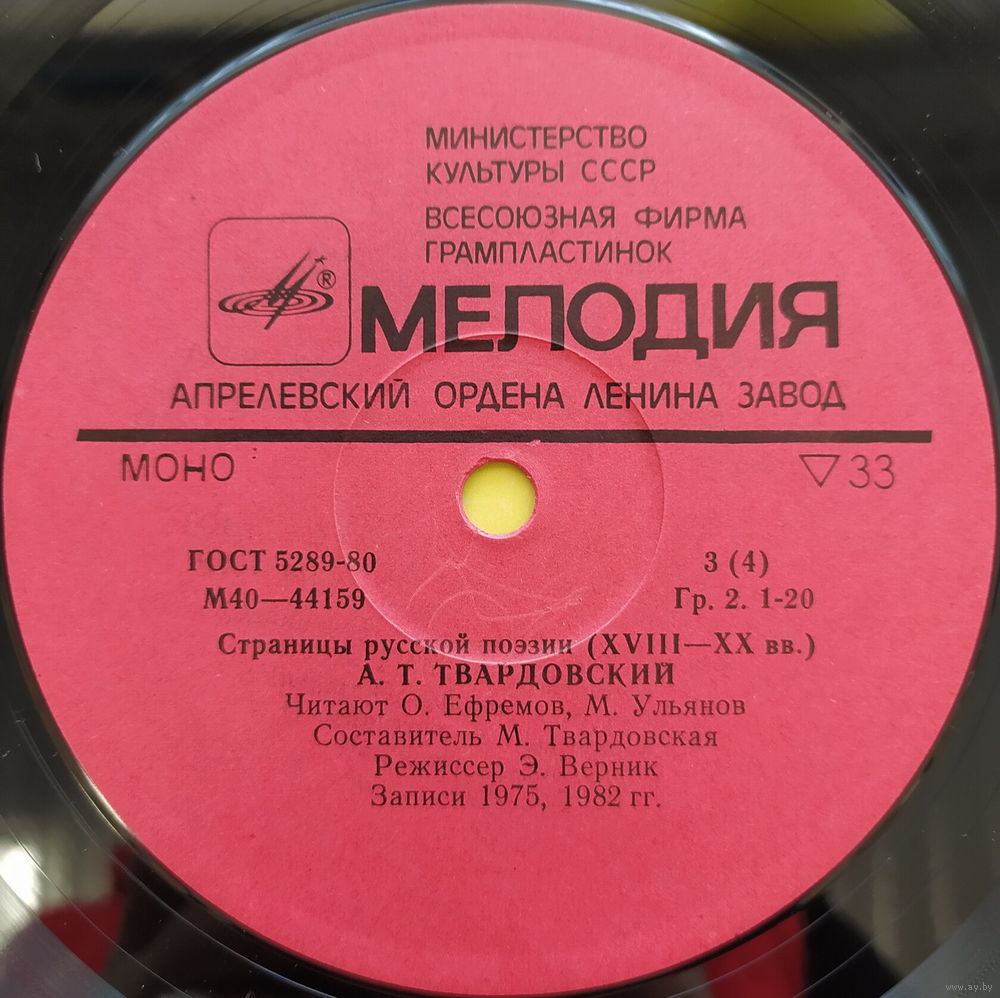 МИНИСТЕРСТВО
КУЛЬТУРЫ СССР
ВСЕСОЮЗНАЯ ФИРМА
ГРАМПЛАСТИНОК
®
МЕЛОДИЯ
АПРЕЛЕВСКИЙ ОРДЕНА ЛЕНИНА ЗАВОД
МОНО ▽33
ГОСТ 5289-80 3 (4)
М40—44159 Гр. 2. 1-20
Страницы русской поэзии (XVIII—XX вв.)
А. Т. ТВАРДОВСКИЙ
Читают О. Ефремов, М. Ульянов
Составитель М. Твардовская
Режиссер Э. Верник
Записи 1975, 1982 гг.
www.ay.by